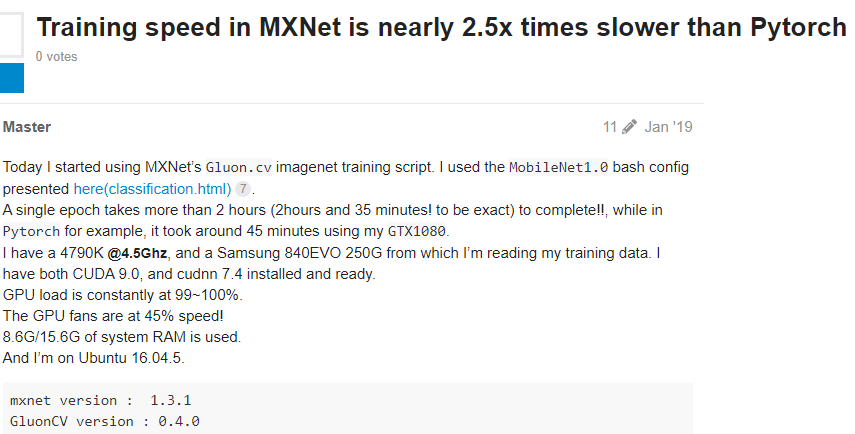 Training speed in MXNet is nearly 2.5x times slower than Pytorch
0 votes
Master 11 Jan '19
Today I started using MXNet's Gluon.cv imagenet training script. I used the MobileNet1.0 bash config
presented here(classification.html) 7 .
A single epoch takes more than 2 hours (2hours and 35 minutes! to be exact) to complete!!, while in
Pytorch for example, it took around 45 minutes using my GTX1080.
I have a 4790K @4.5Ghz, and a Samsung 840EVO 250G from which I'm reading my training data. I
have both CUDA 9.0, and cudnn 7.4 installed and ready.
GPU load is constantly at 99~100%.
The GPU fans are at 45% speed!
8.6G/15.6G of system RAM is used.
And I'm on Ubuntu 16.04.5.
mxnet version :  1.3.1
GluonCV version : 0.4.0